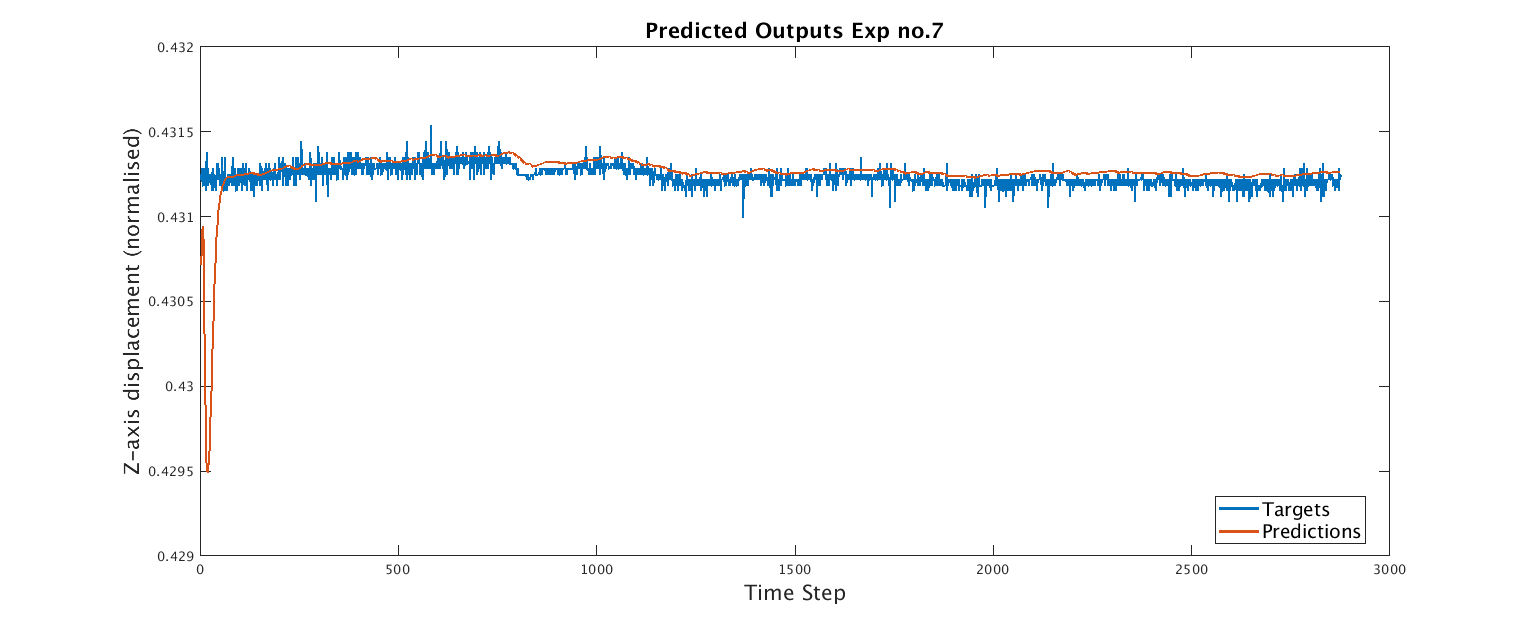 Predicted Outputs Exp no.7
Z-axis displacement (normalised)
0.432
0.4315
0.431
0.4305
0.43
0.4295
0.429
0
500
1000
1500
2000
2500
3000
Time Step
Targets
Predictions